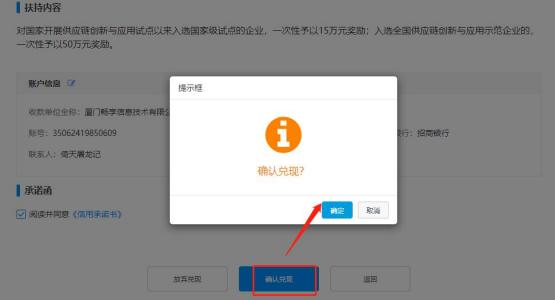 扶持内容
对国家开展供应链创新与应用试点以来入选国家级试点的企业，一次性予以15万元奖励；入选全国供应链创新与应用示范企业的，
一次性予以50万元奖励。
账户信息
提示框
收款单位全称：厦门畅享信息技术有限公
账号：35062419850609
行：招商银行
联系人：倚天屠龙记
确认兑现？
确定
取消
承诺函
阅读并同意《信用承诺书》
放弃兑现
确认兑现
返回